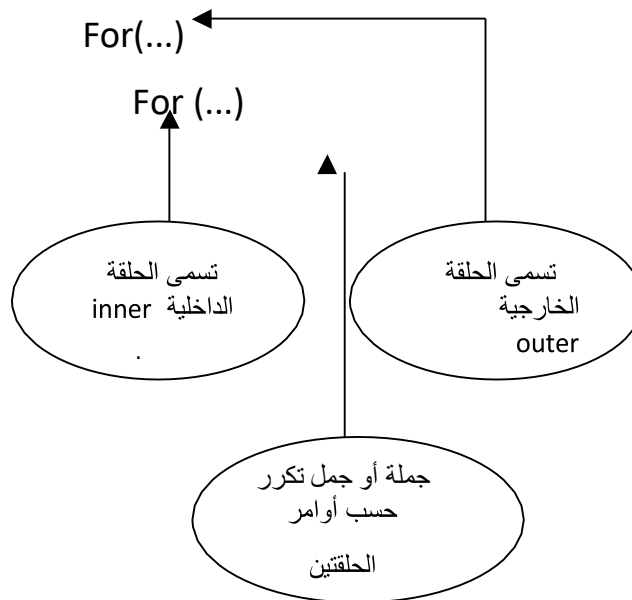 For(...)
For (...)
تسمى الحلقة
الداخلية inner
.
تسمى الحلقة
الخارجية
outer
جملة أو جمل تكرر
حسب أوامر
الحلقتين